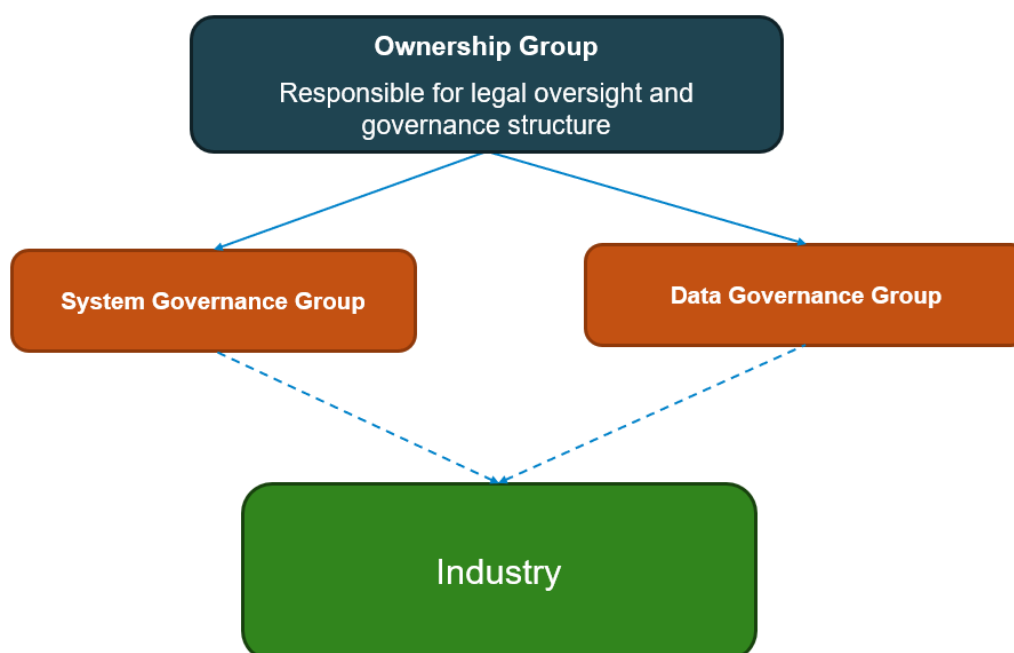 Ownership Group
Responsible for legal oversight and
governance structure
System Governance Group
Data Governance Group
Industry